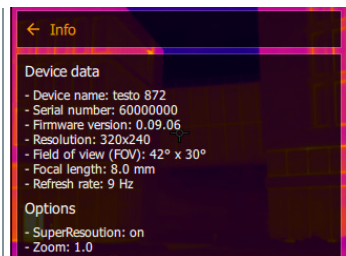 ← Info
Device data
- Device name: testo 872
- Serial number: 60000000
- Firmware version: 0.09.06
- Resolution: 320x240
- Field of view (FOV): 42° x 30°
- Focal length: 8.0 mm
- Refresh rate: 9 Hz
Options
- SuperResoution: on
- Zoom: 1.0